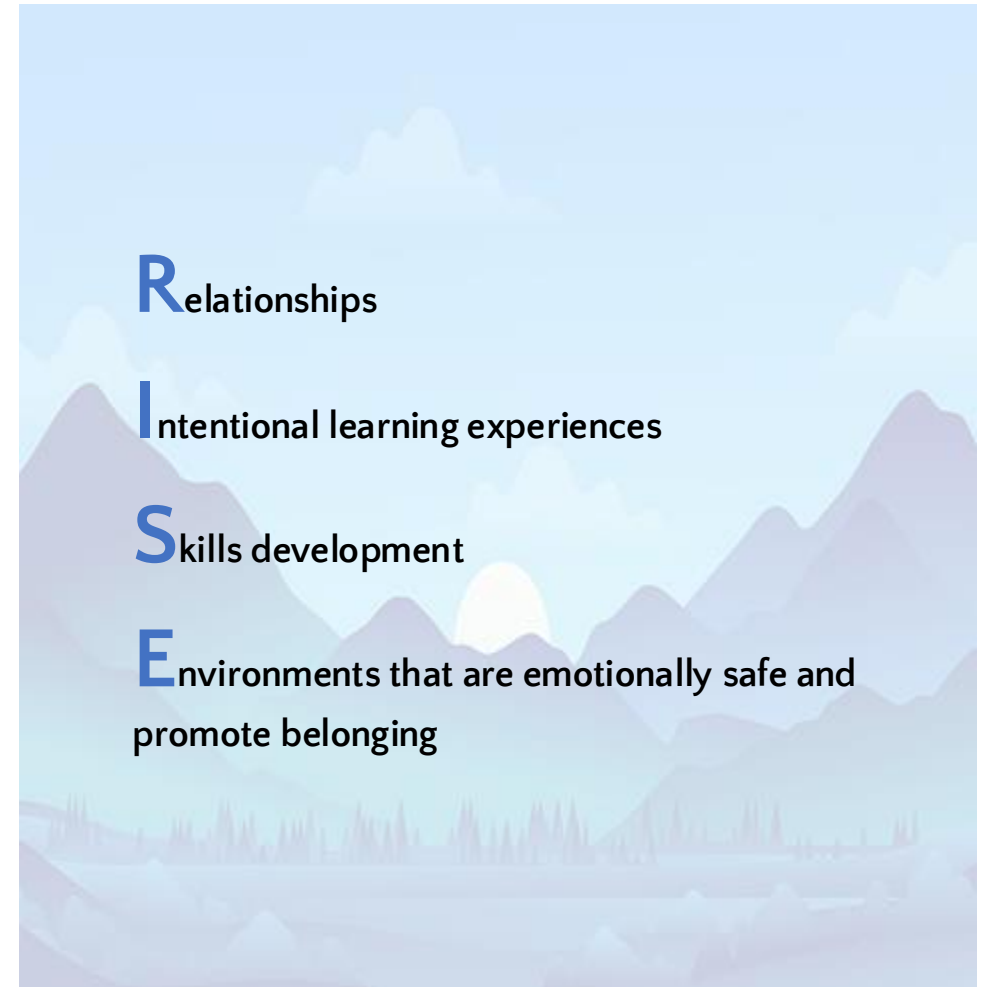 Relationships
Intentional learning experiences
Skills development
Environments that are emotionally safe and
promote belonging